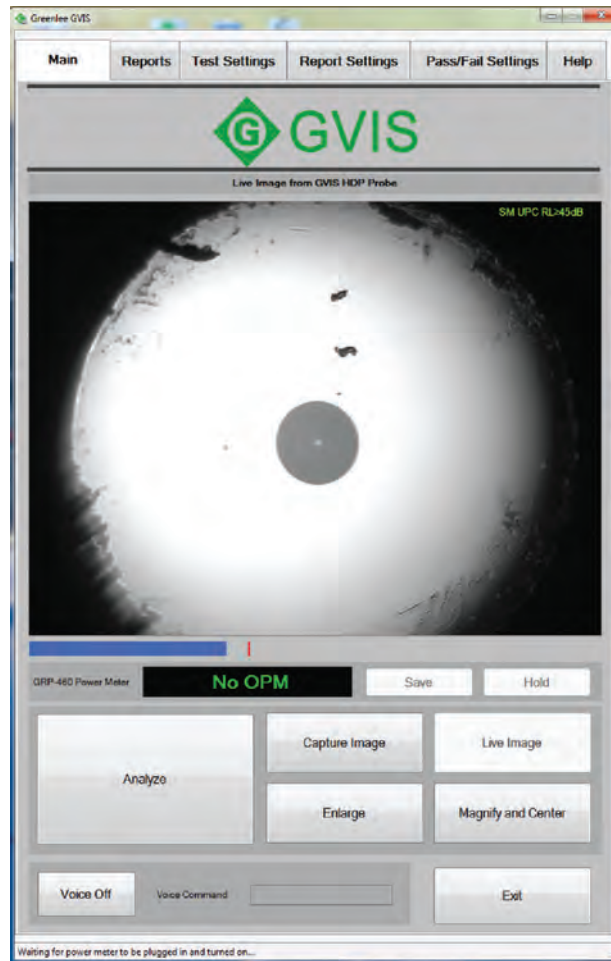 Greenlee GVIS
Main Reports Test Settings Report Settings Pass/Fail Settings Help
G GVIS
Live Image from GVIS HDP Probe
SM UPC RL>45dB
GRP-460 Power Meter No OPM Save Hold
Analyze
Capture Image Live Image
Enlarge Magnify and Center
Voice Off Voice Command Exit
Waiting for power meter to be plugged in and turned on...